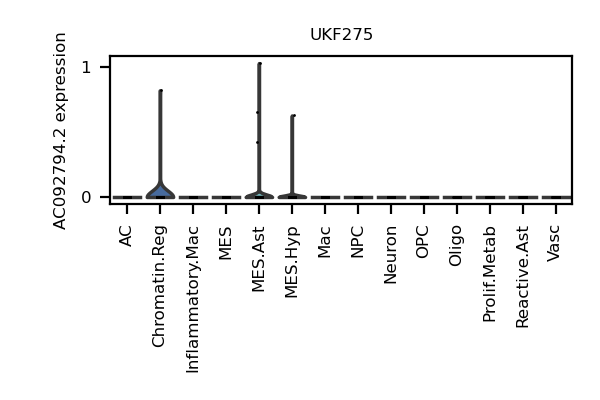 UKF275
AC092794.2 expression
1
0
AC
Chromatin.Reg
Inflammatory.Mac
MES
MES.Ast
MES.Hyp
Mac
NPC
Neuron
OPC
Oligo
Prolif.Metab
Reactive.Ast
Vasc